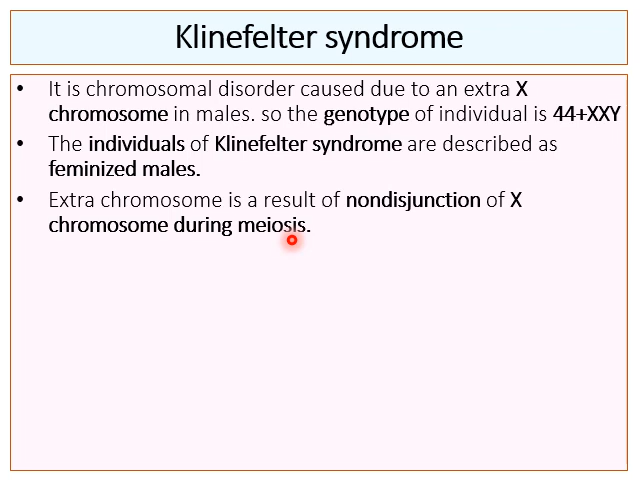 Klinefelter syndrome
• It is chromosomal disorder caused due to an extra X
chromosome in males. so the genotype of individual is 44+XXY
• The individuals of Klinefelter syndrome are described as
feminized males.
• Extra chromosome is a result of nondisjunction of X
chromosome during meiosis.